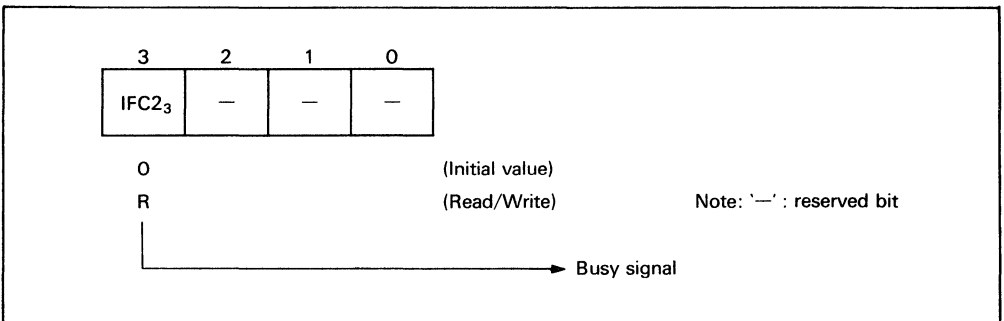 3 2 1 0
IFC2₃ — — —
0 (Initial value)
R (Read/Write) Note: '—' : reserved bit
Busy signal